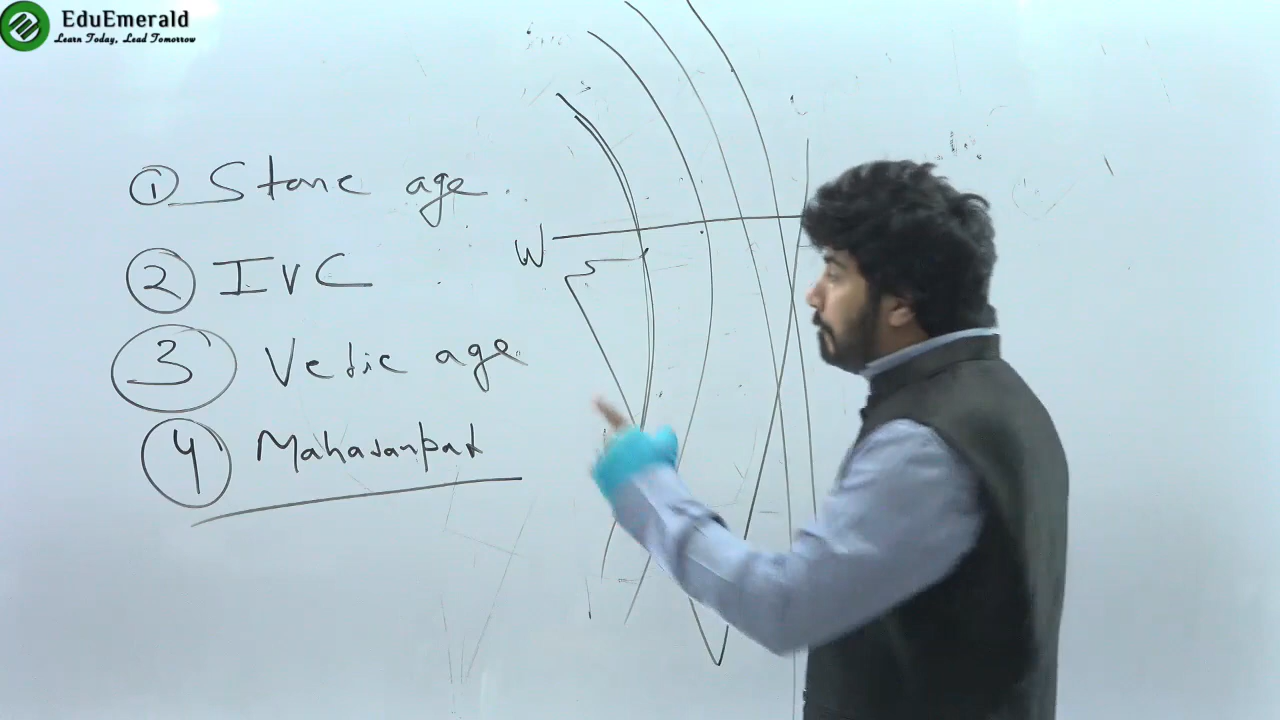 EduEmerald
Learn Today, Lead Tomorrow
① Stone age
② IVC
③ Vedic age
④ Mahajanpad
W